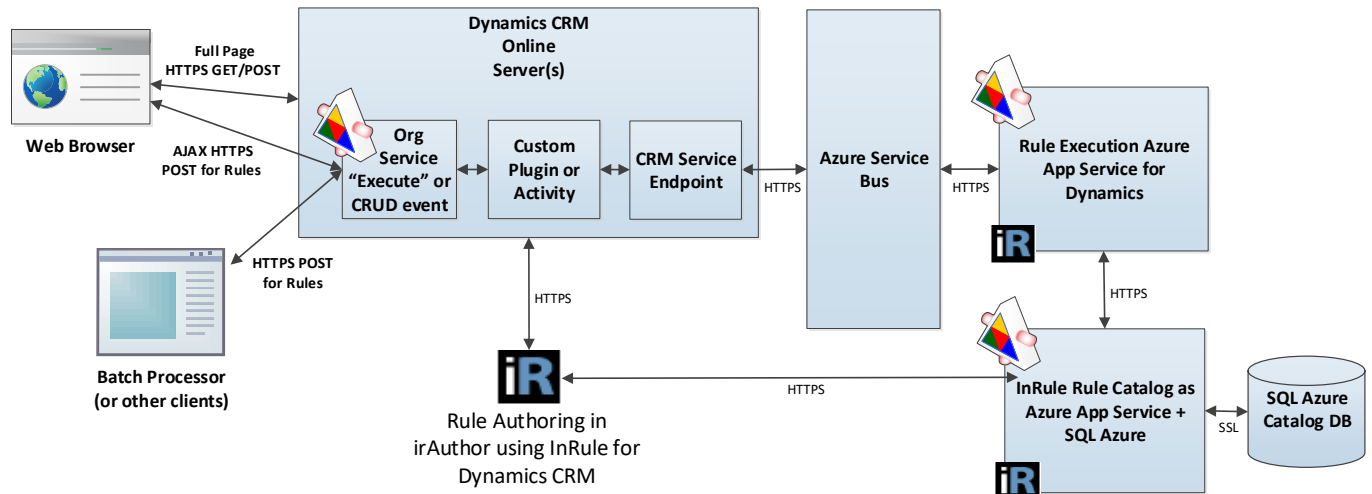 Dynamics CRM
Online
Server(s)
Full Page
HTTPS GET/POST
Web Browser
AJAX HTTPS
POST for Rules
Org
Service
“Execute” or
CRUD event
Custom
Plugin or
Activity
CRM Service
Endpoint
HTTPS
Azure Service
Bus
HTTPS
Rule Execution Azure
App Service for
Dynamics
iR
HTTPS POST
for Rules
Batch Processor
(or other clients)
HTTPS
HTTPS
iR
Rule Authoring in
irAuthor using InRule for
Dynamics CRM
HTTPS
InRule Rule Catalog as
Azure App Service +
SQL Azure
iR
SSL
SQL Azure
Catalog DB